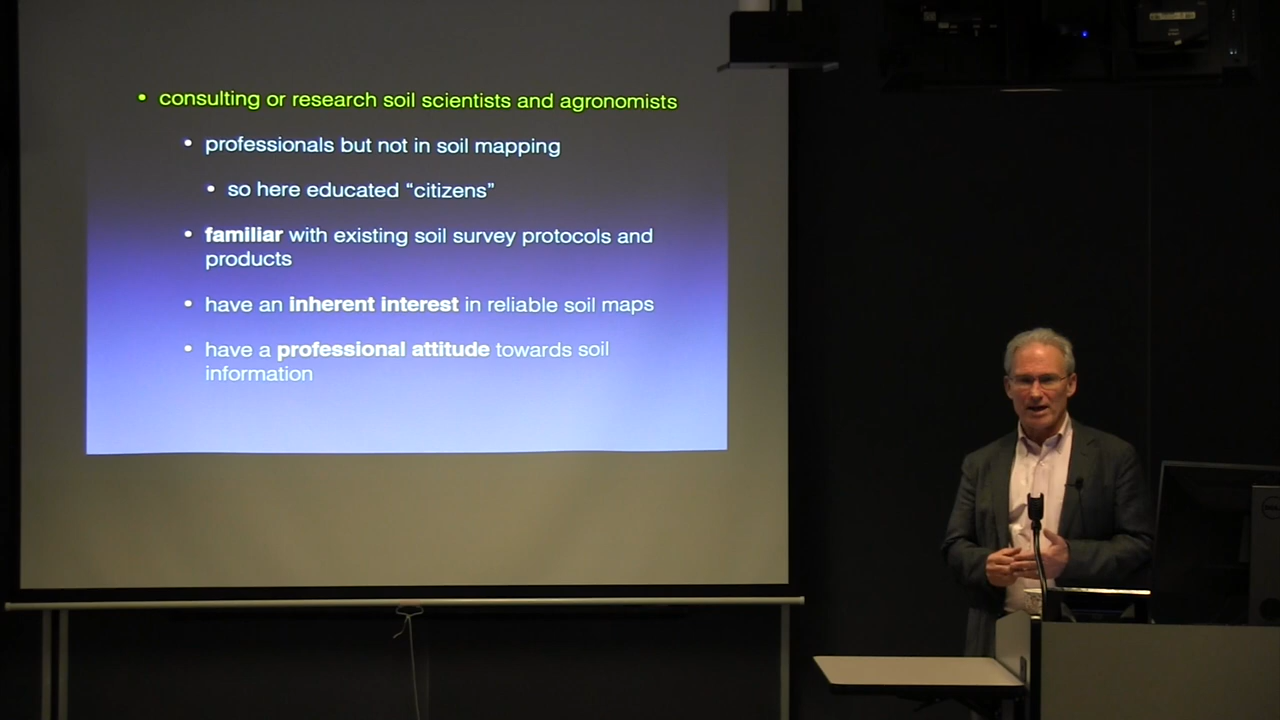 • consulting or research soil scientists and agronomists
• professionals but not in soil mapping
• so here educated “citizens”
• familiar with existing soil survey protocols and
products
• have an inherent interest in reliable soil maps
• have a professional attitude towards soil
information